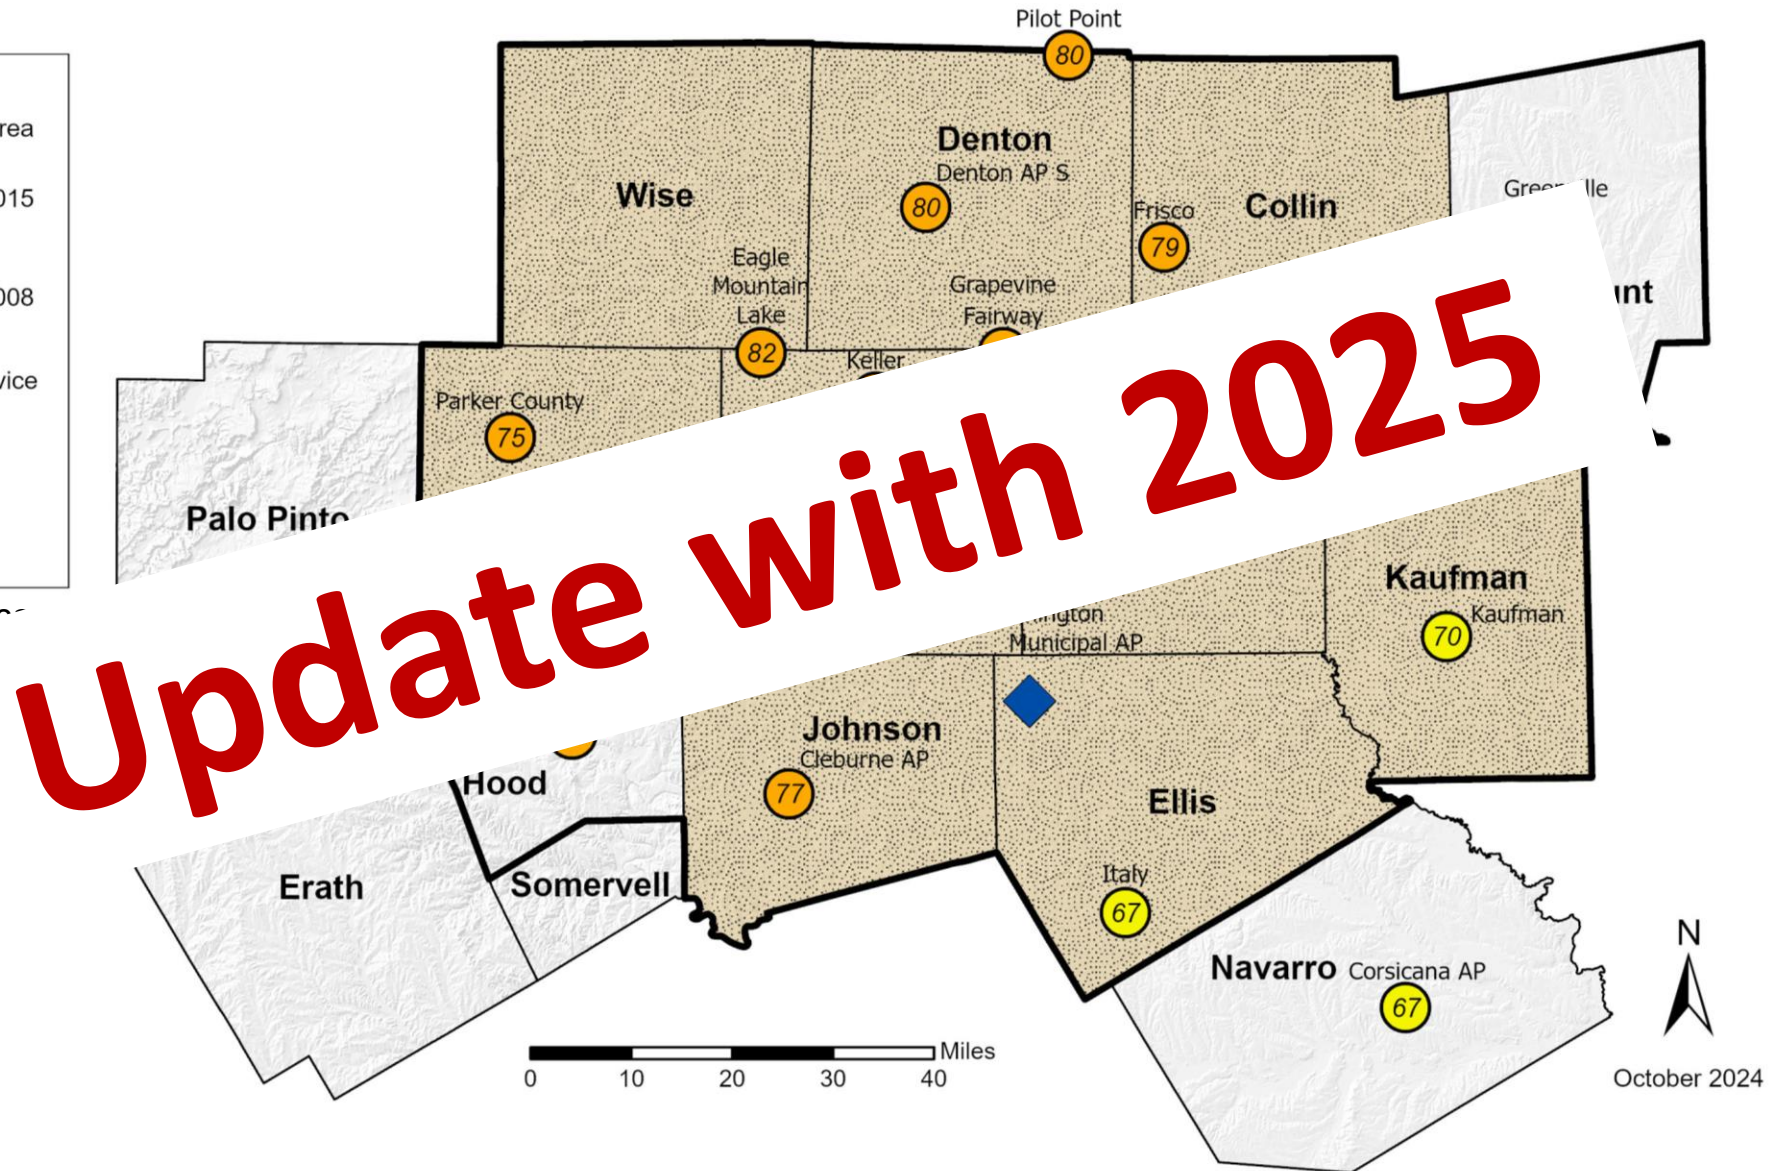 Pilot Point
80
rea
Denton
Denton AP S
80
Wise
015
Frisco
79
Collin
Eagle
Mountain
Lake
82
Grapevine
Fairway
008
Keller
vice
Parker County
75
Palo Pinto
Update with 2025
Kaufman
Kaufman
70
Municipal AP
Johnson
Cleburne AP
77
Hood
Ellis
Erath
Somervell
Italy
67
Navarro
Corsicana AP
67
N
Miles
0 10 20 30 40
October 2024